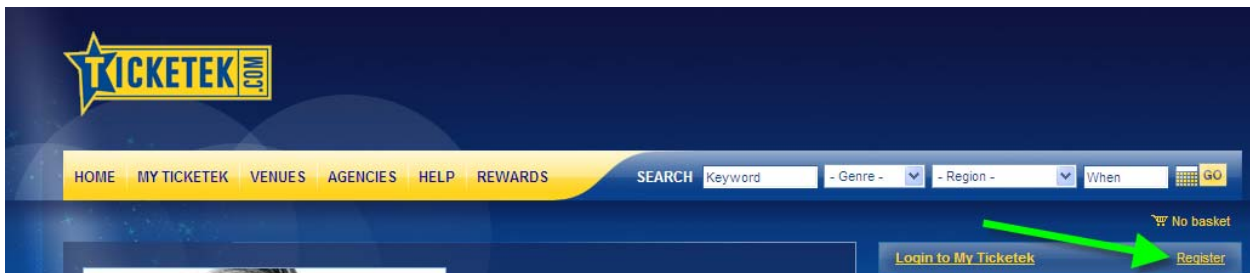 TICKETEK.COM
HOME MY TICKETEK VENUES AGENCIES HELP REWARDS SEARCH Keyword - Genre - - Region - When GO
No basket
Login to My Ticketek Register